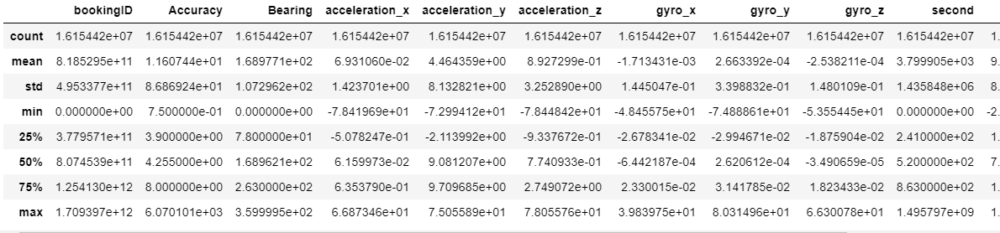 bookingID Accuracy Bearing acceleration_x acceleration_y acceleration_z gyro_x gyro_y gyro_z second
count 1.615442e+07 1.615442e+07 1.615442e+07 1.615442e+07 1.615442e+07 1.615442e+07 1.615442e+07 1.615442e+07 1.615442e+07 1.615442e+07 1.
mean 8.185295e+11 1.160744e+01 1.689771e+02 6.931060e-02 4.464359e+00 8.927299e-01 -1.713431e-03 2.663392e-04 -2.538211e-04 3.799905e+03 9.
std 4.953377e+11 8.686924e+01 1.072962e+02 1.423701e+00 8.132821e+00 3.252890e+00 1.445047e-01 3.398832e-01 1.480109e-01 1.435848e+06 8.
min 0.000000e+00 7.500000e-01 0.000000e+00 -7.841969e+01 -7.299412e+01 -7.844842e+01 -4.845575e+01 -7.488861e+01 -5.355445e+01 0.000000e+00 -2.
25% 3.779571e+11 3.900000e+00 7.800000e+01 -5.078247e-01 -2.113992e+00 -9.337672e-01 -2.678341e-02 -2.994671e-02 -1.875904e-02 2.410000e+02 1.
50% 8.074539e+11 4.255000e+00 1.689621e+02 6.159973e-02 9.081207e+00 7.740933e-01 -6.442187e-04 2.620612e-04 -3.490659e-05 5.200000e+02 7.
75% 1.254130e+12 8.000000e+00 2.630000e+02 6.353790e-01 9.709685e+00 2.749072e+00 2.330015e-02 3.141785e-02 1.823433e-02 8.630000e+02 1.
max 1.709397e+12 6.070101e+03 3.599995e+02 6.687346e+01 7.505589e+01 7.805576e+01 3.983975e+01 8.031496e+01 6.630078e+01 1.495797e+09 1.